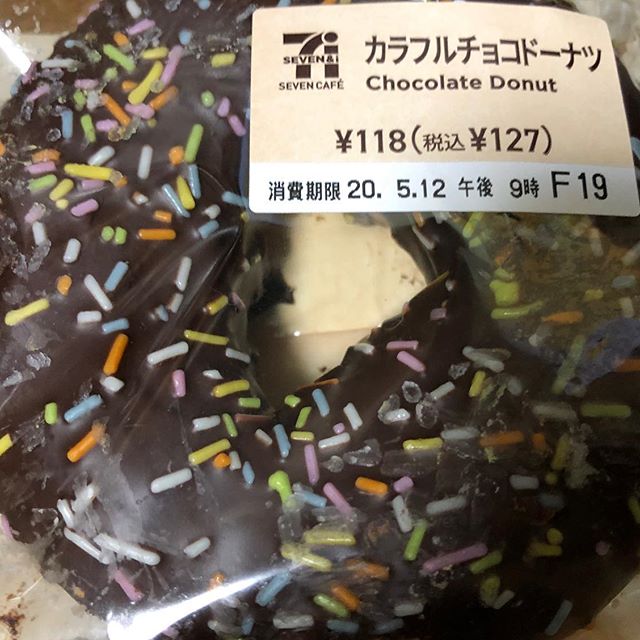 SEVEN&i
SEVEN CAFÉ
カラフルチョコドーナツ
Chocolate Donut
¥118(税込¥127)
消費期限 20. 5.12 午後 9時 F19